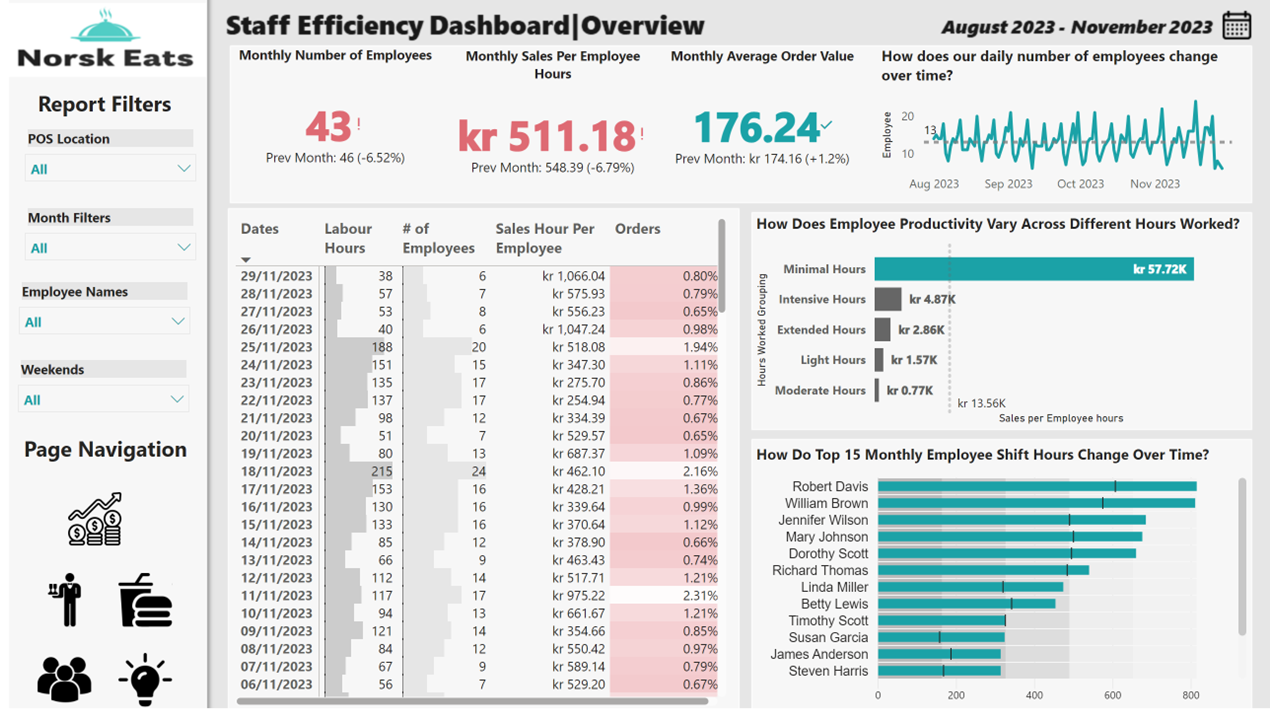 Norsk Eats
Report Filters
POS Location
All
Month Filters
All
Employee Names
All
Weekends
All
Page Navigation
Staff Efficiency Dashboard|Overview
August 2023 - November 2023
Monthly Number of Employees
43!
Prev Month: 46 (-6.52%)
Monthly Sales Per Employee
Hours
kr 511.18!
Prev Month: 548.39 (-6.79%)
Monthly Average Order Value
176.24
Prev Month: kr 174.16 (+1.2%)
How does our daily number of employees change
over time?
Employee
20
13
10
Aug 2023 Sep 2023 Oct 2023 Nov 2023
Dates Labour Hours # of Employees Sales Hour Per Employee Orders
29/11/2023 38 6 kr 1,066.04 0.80%
28/11/2023 57 7 kr 575.93 0.79%
27/11/2023 53 8 kr 556.23 0.65%
26/11/2023 40 6 kr 1,047.24 0.98%
25/11/2023 188 20 kr 518.08 1.94%
24/11/2023 151 15 kr 347.30 1.11%
23/11/2023 135 17 kr 275.70 0.86%
22/11/2023 137 17 kr 254.94 0.77%
21/11/2023 98 12 kr 334.39 0.67%
20/11/2023 51 7 kr 529.57 0.65%
19/11/2023 80 13 kr 687.37 1.09%
18/11/2023 215 24 kr 462.10 2.16%
17/11/2023 153 16 kr 428.21 1.36%
16/11/2023 130 16 kr 339.64 0.99%
15/11/2023 133 16 kr 370.64 1.12%
14/11/2023 85 12 kr 378.90 0.66%
13/11/2023 66 9 kr 463.43 0.74%
12/11/2023 112 14 kr 517.71 1.21%
11/11/2023 117 17 kr 975.22 2.31%
10/11/2023 94 13 kr 661.67 1.21%
09/11/2023 121 14 kr 354.66 0.85%
08/11/2023 84 12 kr 550.42 0.97%
07/11/2023 67 9 kr 589.14 0.79%
06/11/2023 56 7 kr 529.20 0.67%
How Does Employee Productivity Vary Across Different Hours Worked?
Hours Worked Grouping
Minimal Hours kr 57.72K
Intensive Hours kr 4.87K
Extended Hours kr 2.86K
Light Hours kr 1.57K
Moderate Hours kr 0.77K
kr 13.56K
Sales per Employee hours
How Do Top 15 Monthly Employee Shift Hours Change Over Time?
Robert Davis
William Brown
Jennifer Wilson
Mary Johnson
Dorothy Scott
Richard Thomas
Linda Miller
Betty Lewis
Timothy Scott
Susan Garcia
James Anderson
Steven Harris
0 200 400 600 800